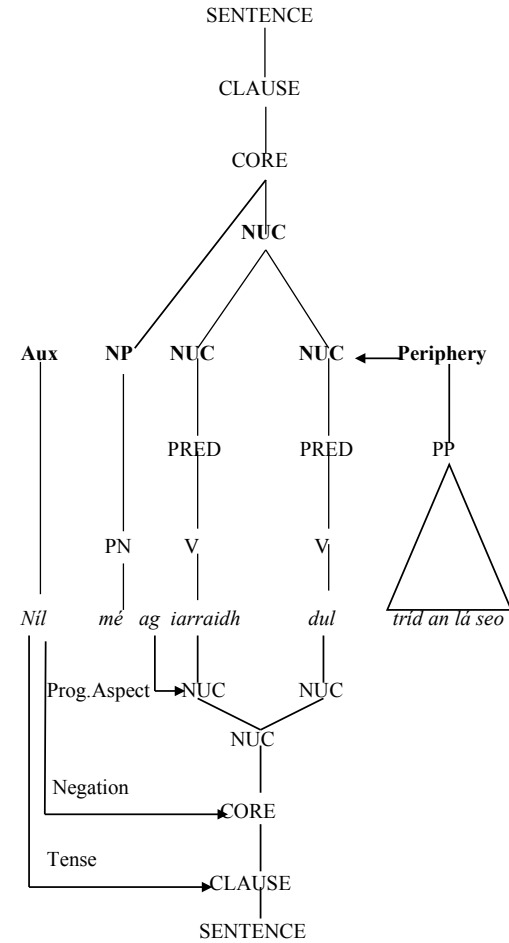 SENTENCE
CLAUSE
CORE
NUC
Aux NP NUC NUC Periphery
PRED PRED PP
PN V V
Níl mé ag iarraidh dul tríd an lá seo
Prog.Aspect NUC NUC
NUC
Negation
CORE
Tense
CLAUSE
SENTENCE